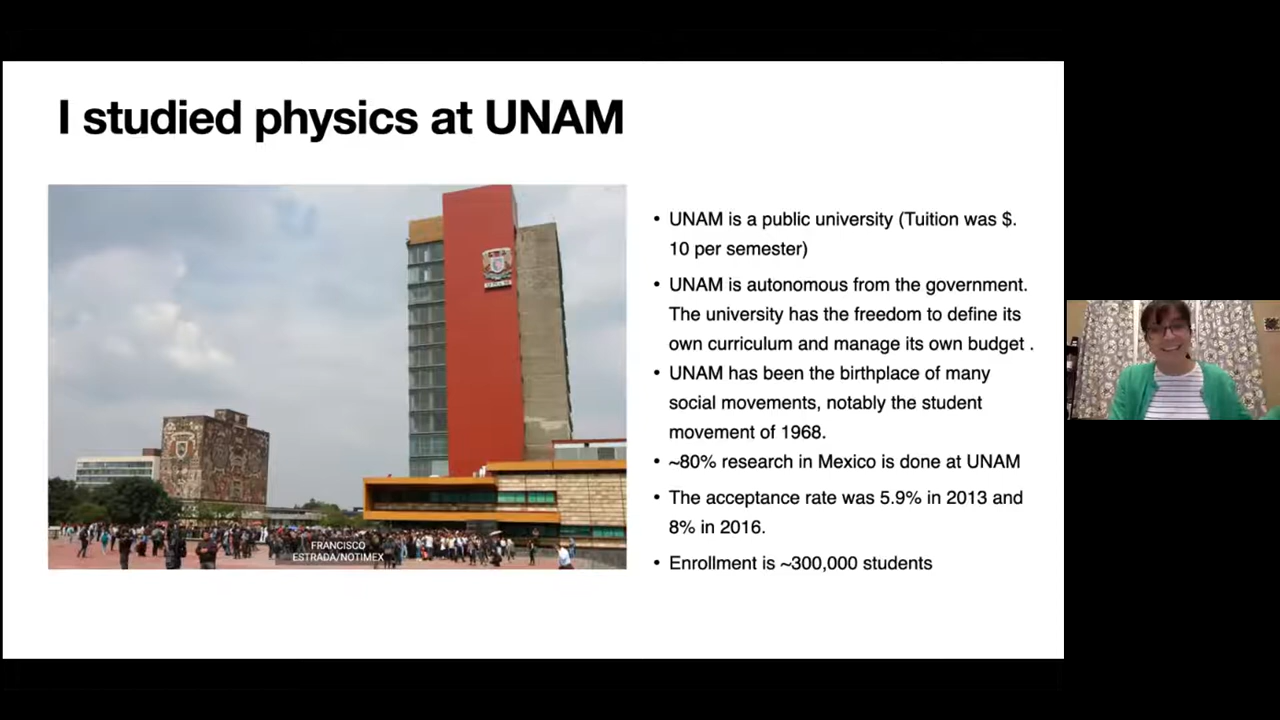 I studied physics at UNAM
• UNAM is a public university (Tuition was $.
10 per semester)
• UNAM is autonomous from the government.
The university has the freedom to define its
own curriculum and manage its own budget .
• UNAM has been the birthplace of many
social movements, notably the student
movement of 1968.
• ~80% research in Mexico is done at UNAM
• The acceptance rate was 5.9% in 2013 and
8% in 2016.
• Enrollment is ~300,000 students
FRANCISCO
ESTRADA/NOTIMEX